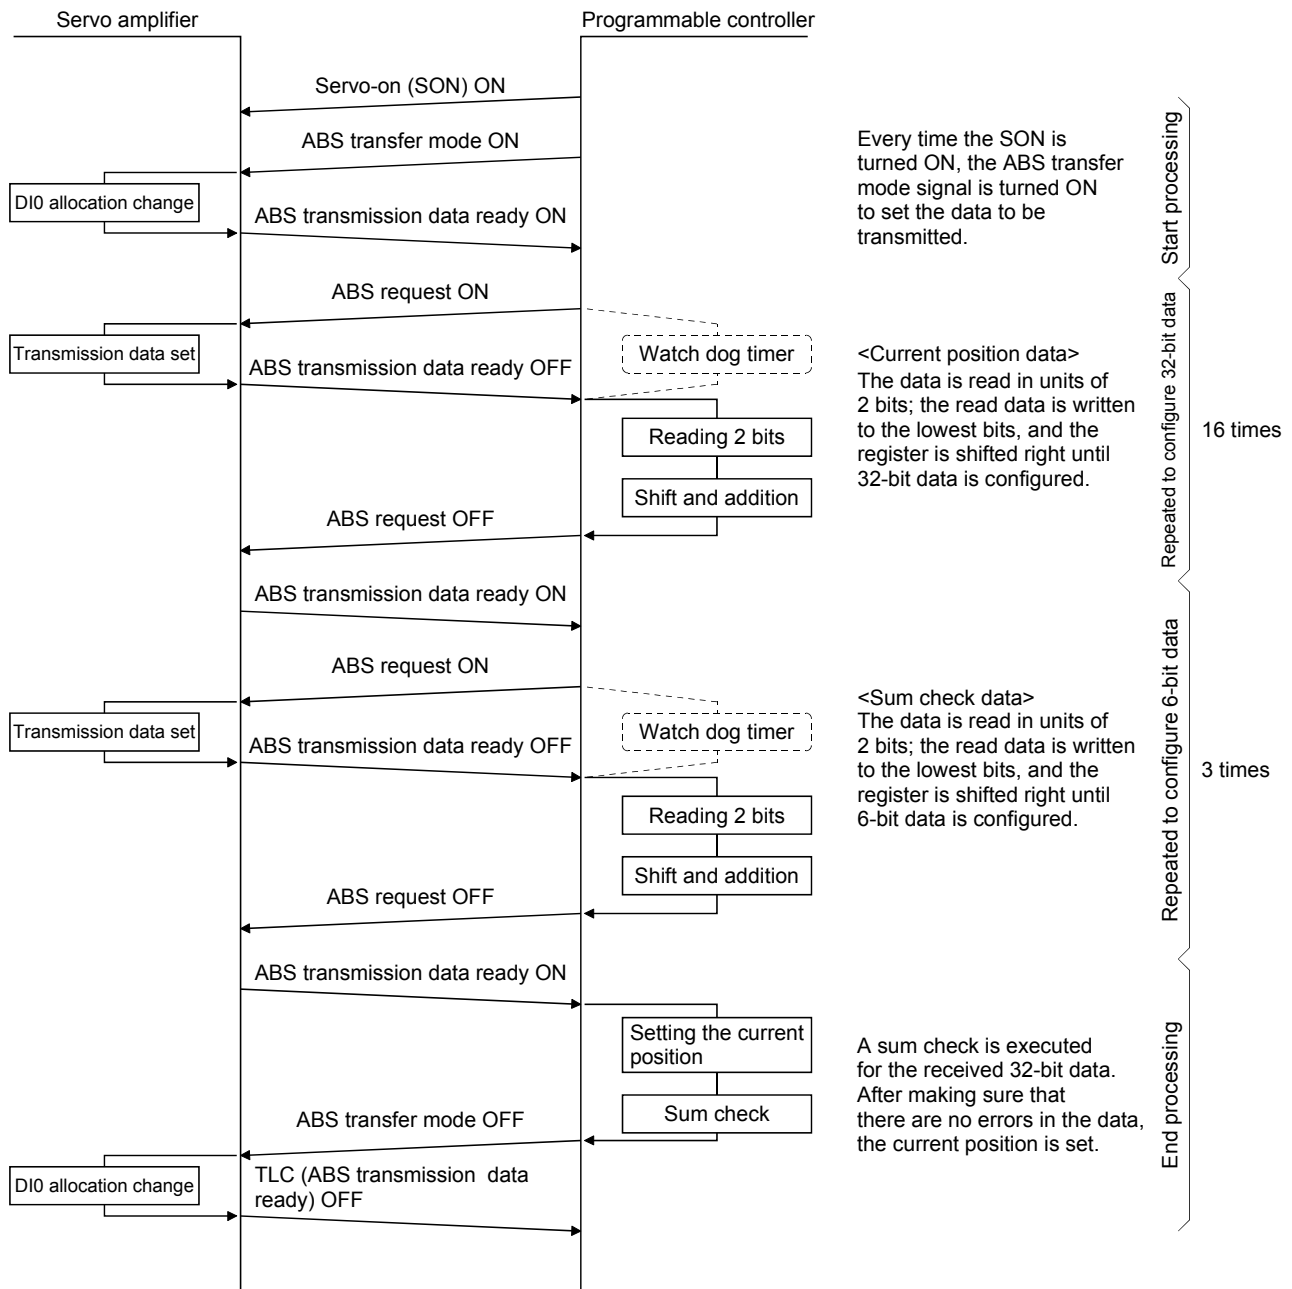 Servo amplifier
Programmable controller
Servo-on (SON) ON
ABS transfer mode ON
DI0 allocation change
ABS transmission data ready ON
Every time the SON is
turned ON, the ABS transfer
mode signal is turned ON
to set the data to be
transmitted.
Start processing
ABS request ON
Transmission data set
ABS transmission data ready OFF
Watch dog timer
Reading 2 bits
Shift and addition
ABS request OFF
<Current position data>
The data is read in units of
2 bits; the read data is written
to the lowest bits, and the
register is shifted right until
32-bit data is configured.
Repeated to configure 32-bit data
16 times
ABS transmission data ready ON
ABS request ON
Transmission data set
ABS transmission data ready OFF
Watch dog timer
Reading 2 bits
Shift and addition
ABS request OFF
<Sum check data>
The data is read in units of
2 bits; the read data is written
to the lowest bits, and the
register is shifted right until
6-bit data is configured.
Repeated to configure 6-bit data
3 times
ABS transmission data ready ON
Setting the current
position
Sum check
ABS transfer mode OFF
DI0 allocation change
TLC (ABS transmission data
ready) OFF
A sum check is executed
for the received 32-bit data.
After making sure that
there are no errors in the data,
the current position is set.
End processing